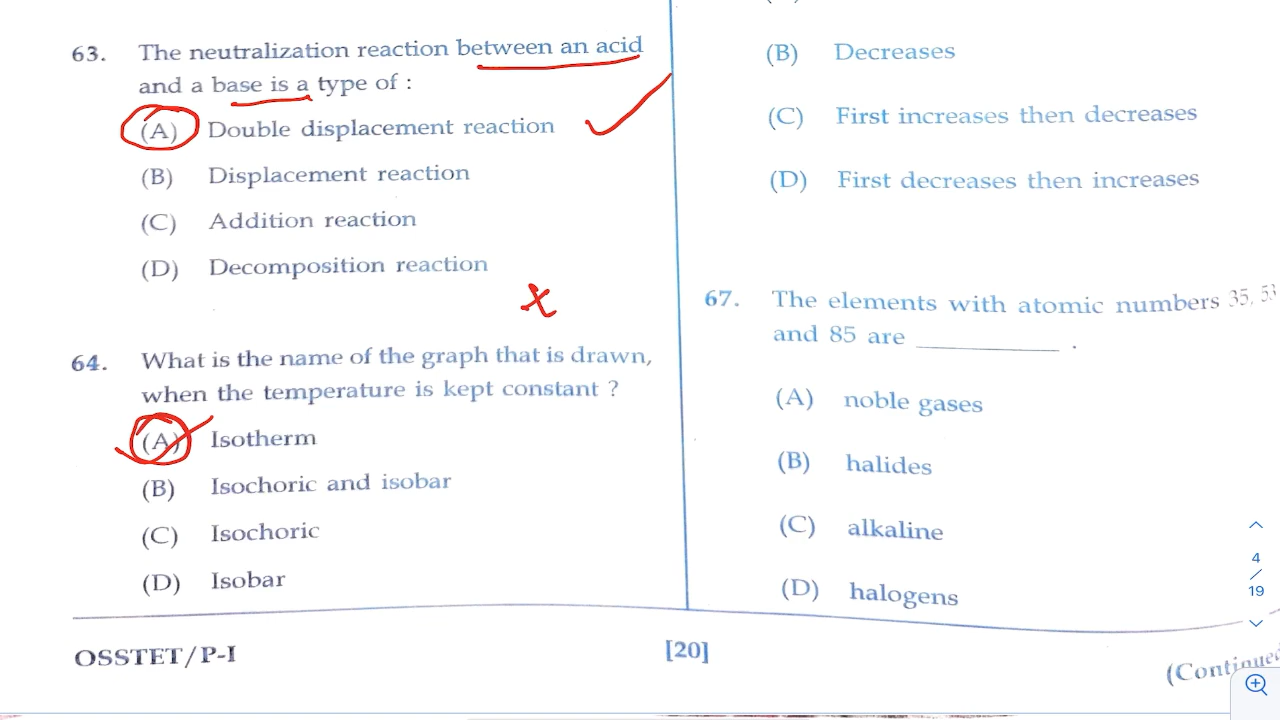 63. The neutralization reaction between an acid
and a base is a type of :
(A) Double displacement reaction
(B) Displacement reaction
(C) Addition reaction
(D) Decomposition reaction
x
64. What is the name of the graph that is drawn,
when the temperature is kept constant ?
(A) Isotherm
(B) Isochoric and isobar
(C) Isochoric
(D) Isobar
(B) Decreases
(C) First increases then decreases
(D) First decreases then increases
67. The elements with atomic numbers 35, 53
and 85 are __________ .
(A) noble gases
(B) halides
(C) alkaline
(D) halogens
4
/
19
OSSTET/P-I
[20]
(Continued